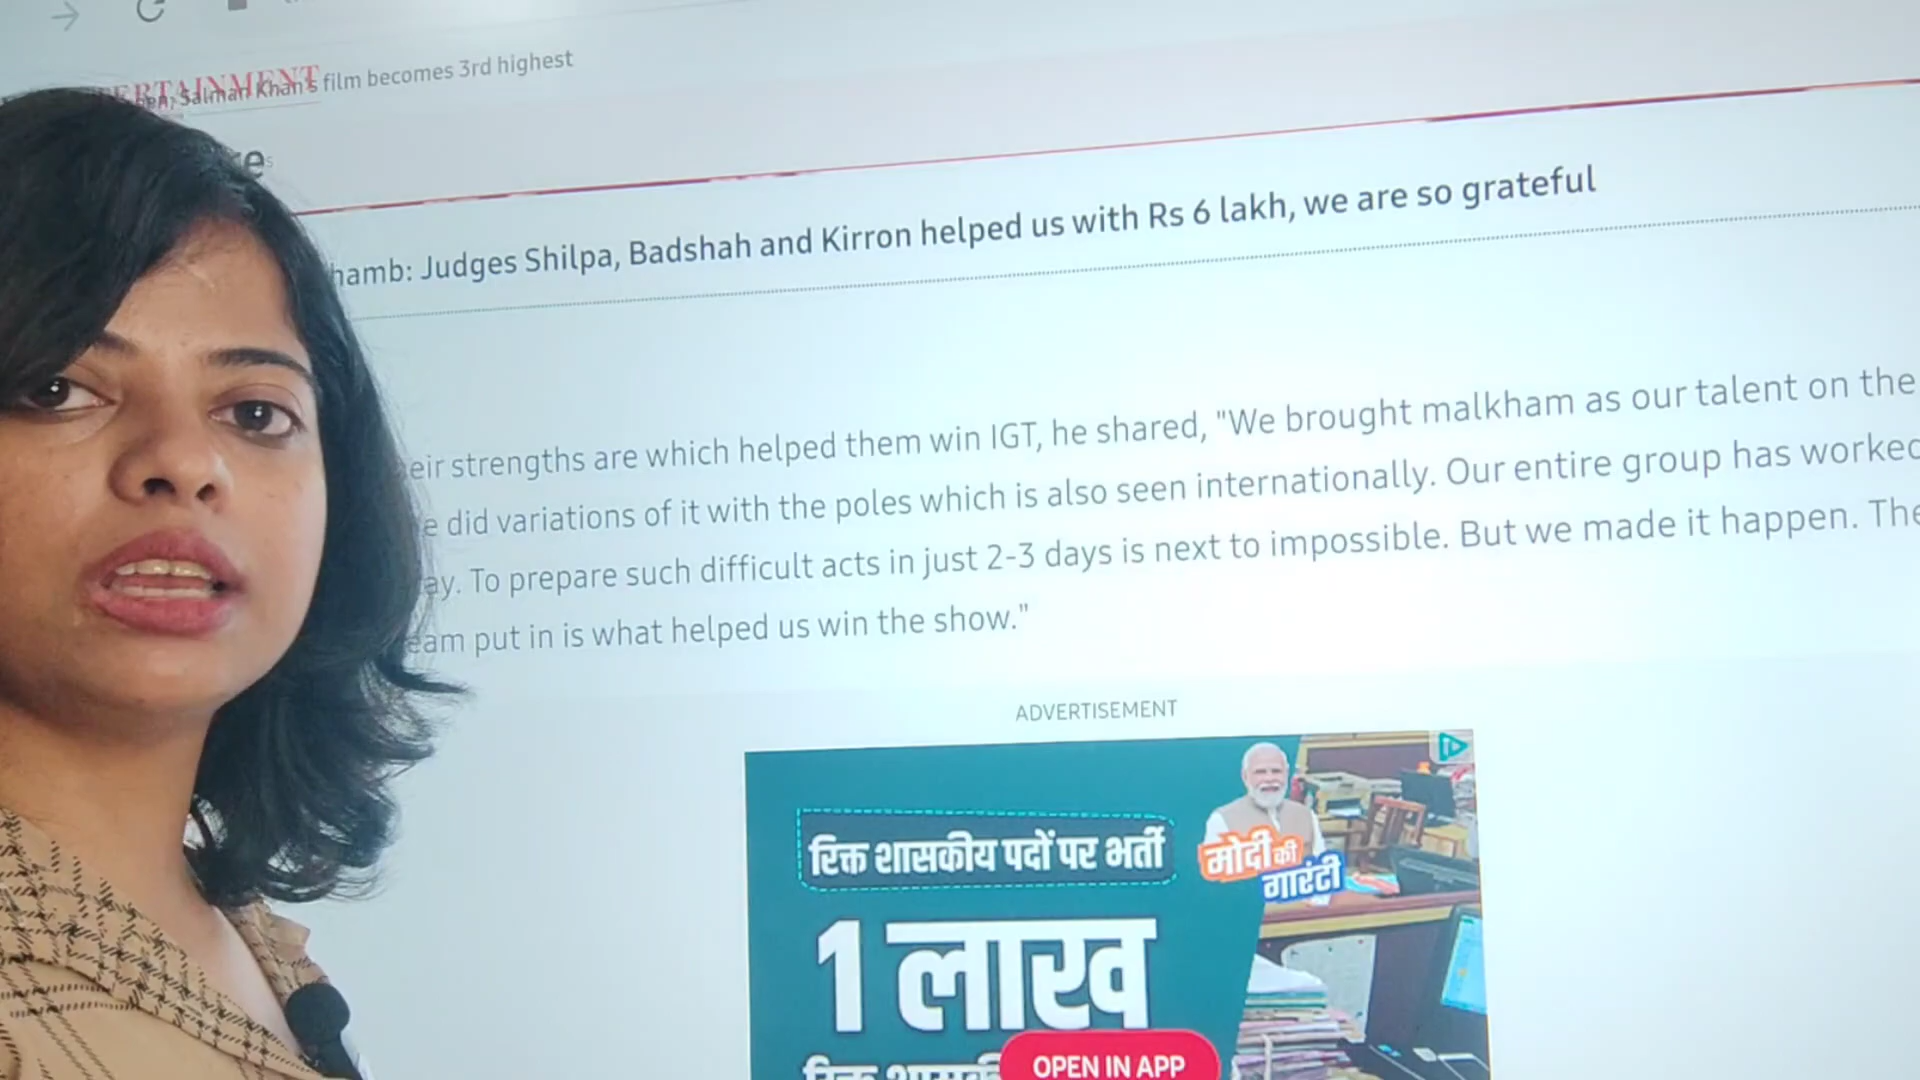 ERTAINMENT
Salman Khan's film becomes 3rd highest
hamb: Judges Shilpa, Badshah and Kirron helped us with Rs 6 lakh, we are so grateful
eir strengths are which helped them win IGT, he shared, "We brought malkham as our talent on the
e did variations of it with the poles which is also seen internationally. Our entire group has worked
ay. To prepare such difficult acts in just 2-3 days is next to impossible. But we made it happen. The
eam put in is what helped us win the show."
ADVERTISEMENT
रिक्त शासकीय पदों पर भर्ती
मोदी की
गारंटी
1 लाख
OPEN IN APP